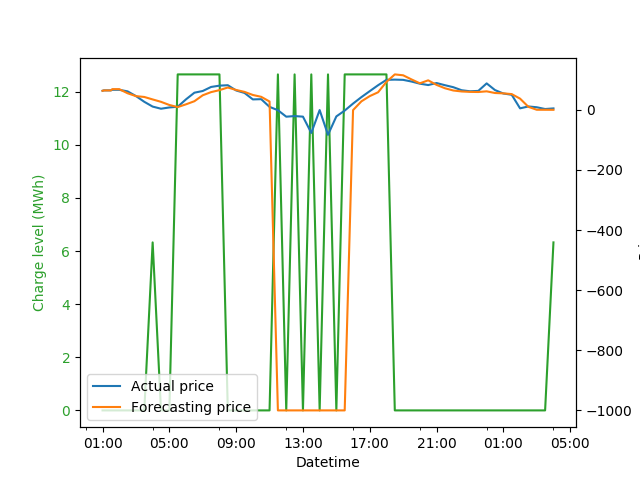 12
10
8
6
4
2
0
Charge level (MWh)
0
−200
−400
−600
−800
−1000
Actual price
Forecasting price
01:00 05:00 09:00 13:00 17:00 21:00 01:00 05:00
Datetime